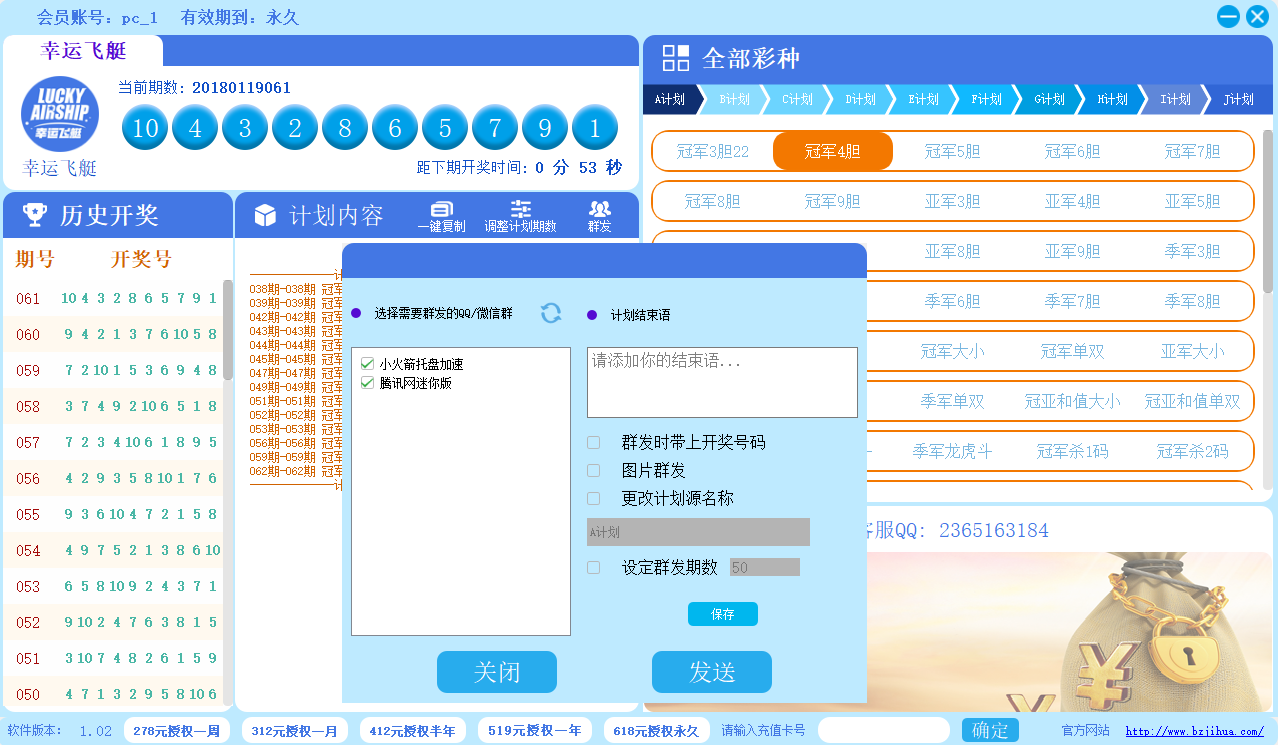 会员账号：pc_1 有效期到：永久
幸运飞艇
LUCKY
AIRSHIP
幸运飞艇
幸运飞艇
当前期数：20180119061
10 4 3 2 8 6 5 7 9 1
距下期开奖时间：0 分 53 秒
全部彩种
A计划 B计划 C计划 D计划 E计划 F计划 G计划 H计划 I计划 J计划
冠军3胆22 冠军4胆 冠军5胆 冠军6胆 冠军7胆
冠军8胆 冠军9胆 亚军3胆 亚军4胆 亚军5胆
亚军8胆 亚军9胆 季军3胆
季军6胆 季军7胆 季军8胆
冠军大小 冠军单双 亚军大小
季军单双 冠亚和值大小 冠亚和值单双
季军龙虎斗 冠军杀1码 冠军杀2码
历史开奖
期号 开奖号
061 10 4 3 2 8 6 5 7 9 1
060 9 4 2 1 3 7 6 10 5 8
059 7 2 10 1 5 3 6 9 4 8
058 3 7 4 9 2 10 6 5 1 8
057 7 2 3 4 10 6 1 8 9 5
056 4 2 9 3 5 8 10 1 7 6
055 9 3 6 10 4 7 2 1 5 8
054 4 9 7 5 2 1 3 8 6 10
053 6 5 8 10 9 2 4 3 7 1
052 9 10 2 4 7 6 3 8 1 5
051 3 10 7 4 8 2 6 1 5 9
050 4 7 1 3 2 9 5 8 10 6
计划内容 一键复制 调整计划期数 群发
038期-038期 冠军
039期-039期 冠军
042期-042期 冠军
043期-043期 冠军
044期-044期 冠军
045期-045期 冠军
047期-047期 冠军
049期-049期 冠军
051期-051期 冠军
052期-052期 冠军
053期-053期 冠军
056期-056期 冠军
059期-059期 冠军
062期-062期 冠军
选择需要群发的QQ/微信群
小火箭托盘加速
腾讯网迷你版
计划结束语
请添加你的结束语...
群发时带上开奖号码
图片群发
更改计划源名称
A计划
设定群发期数 50
保存
关闭 发送
客服QQ：2365163184
软件版本： 1.02 278元授权一周 312元授权一月 412元授权半年 519元授权一年 618元授权永久 请输入充值卡号 确定 官方网站 http://www.bzjihua.com/